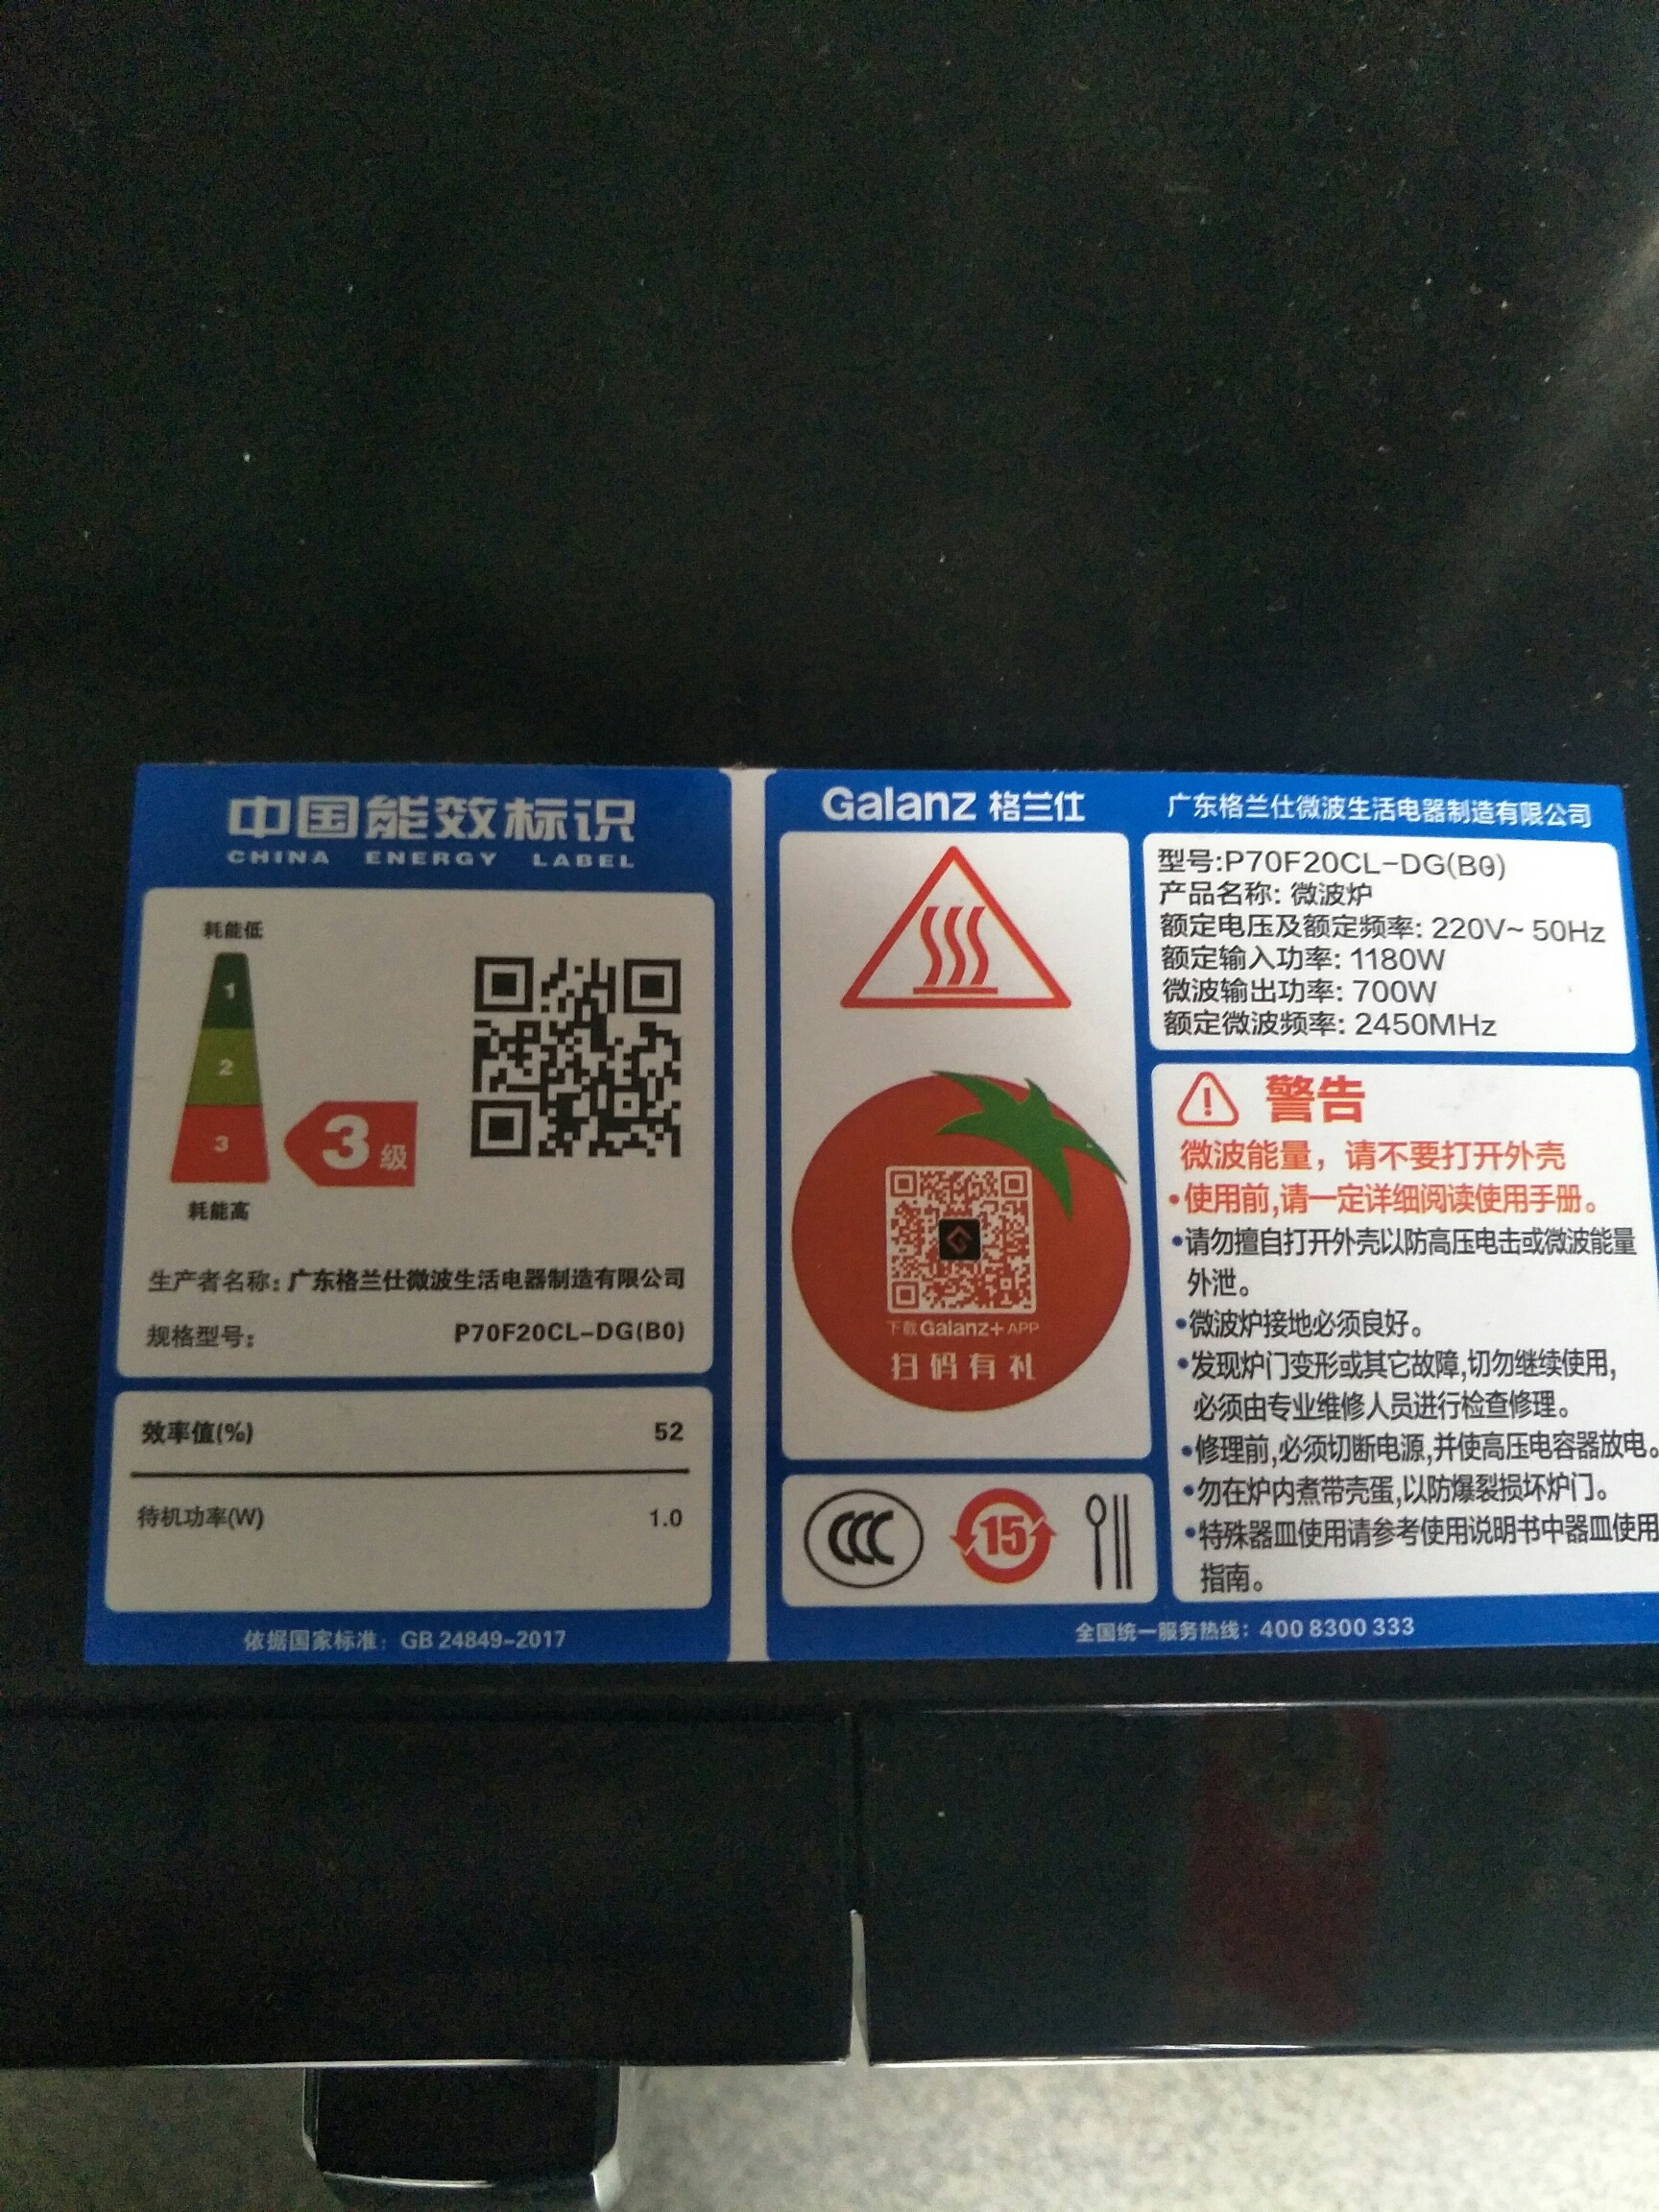 中国能效标识
CHINA ENERGY LABEL
耗能低
1
2
3
3级
耗能高
生产者名称: 广东格兰仕微波生活电器制造有限公司
规格型号: P70F20CL-DG(B0)
效率值(%) 52
待机功率(W) 1.0
依据国家标准: GB 24849-2017
Galanz 格兰仕 广东格兰仕微波生活电器制造有限公司
下载Galanz+ APP
扫码有礼
CCC
15
型号:P70F20CL-DG(B0)
产品名称: 微波炉
额定电压及额定频率: 220V~ 50Hz
额定输入功率: 1180W
微波输出功率: 700W
额定微波频率: 2450MHz
警告
微波能量，请不要打开外壳
•使用前,请一定详细阅读使用手册。
•请勿擅自打开外壳以防高压电击或微波能量
外泄。
•微波炉接地必须良好。
•发现炉门变形或其它故障,切勿继续使用,
必须由专业维修人员进行检查修理。
•修理前,必须切断电源,并使高压电容器放电。
•勿在炉内煮带壳蛋,以防爆裂损坏炉门。
•特殊器皿使用请参考使用说明书中器皿使用
指南。
全国统一服务热线: 400 8300 333